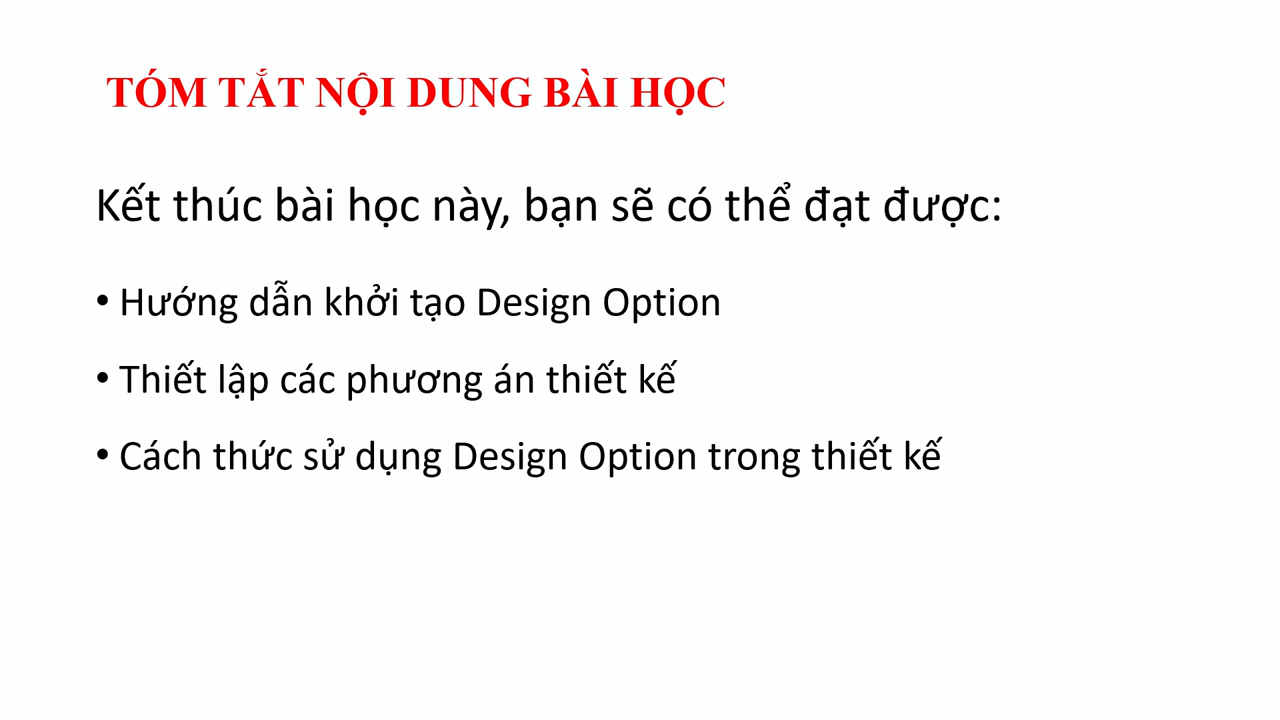 TÓM TẮT NỘI DUNG BÀI HỌC
Kết thúc bài học này, bạn sẽ có thể đạt được:
• Hướng dẫn khởi tạo Design Option
• Thiết lập các phương án thiết kế
• Cách thức sử dụng Design Option trong thiết kế